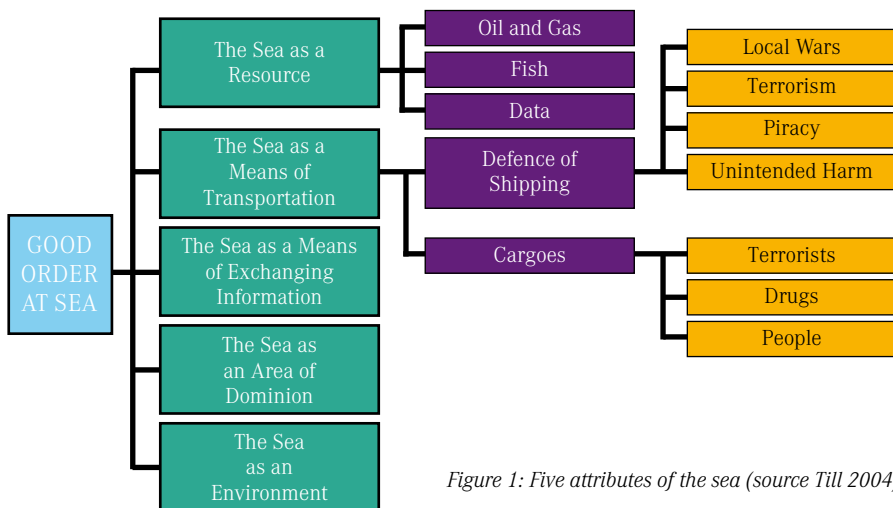 GOOD
ORDER
AT SEA
The Sea as a
Resource
The Sea as a
Means of
Transportation
The Sea as a Means
of Exchanging
Information
The Sea as
an Area of
Dominion
The Sea
as an
Environment
Oil and Gas
Fish
Data
Defence of
Shipping
Cargoes
Local Wars
Terrorism
Piracy
Unintended Harm
Terrorists
Drugs
People
Figure 1: Five attributes of the sea (source Till 2004)